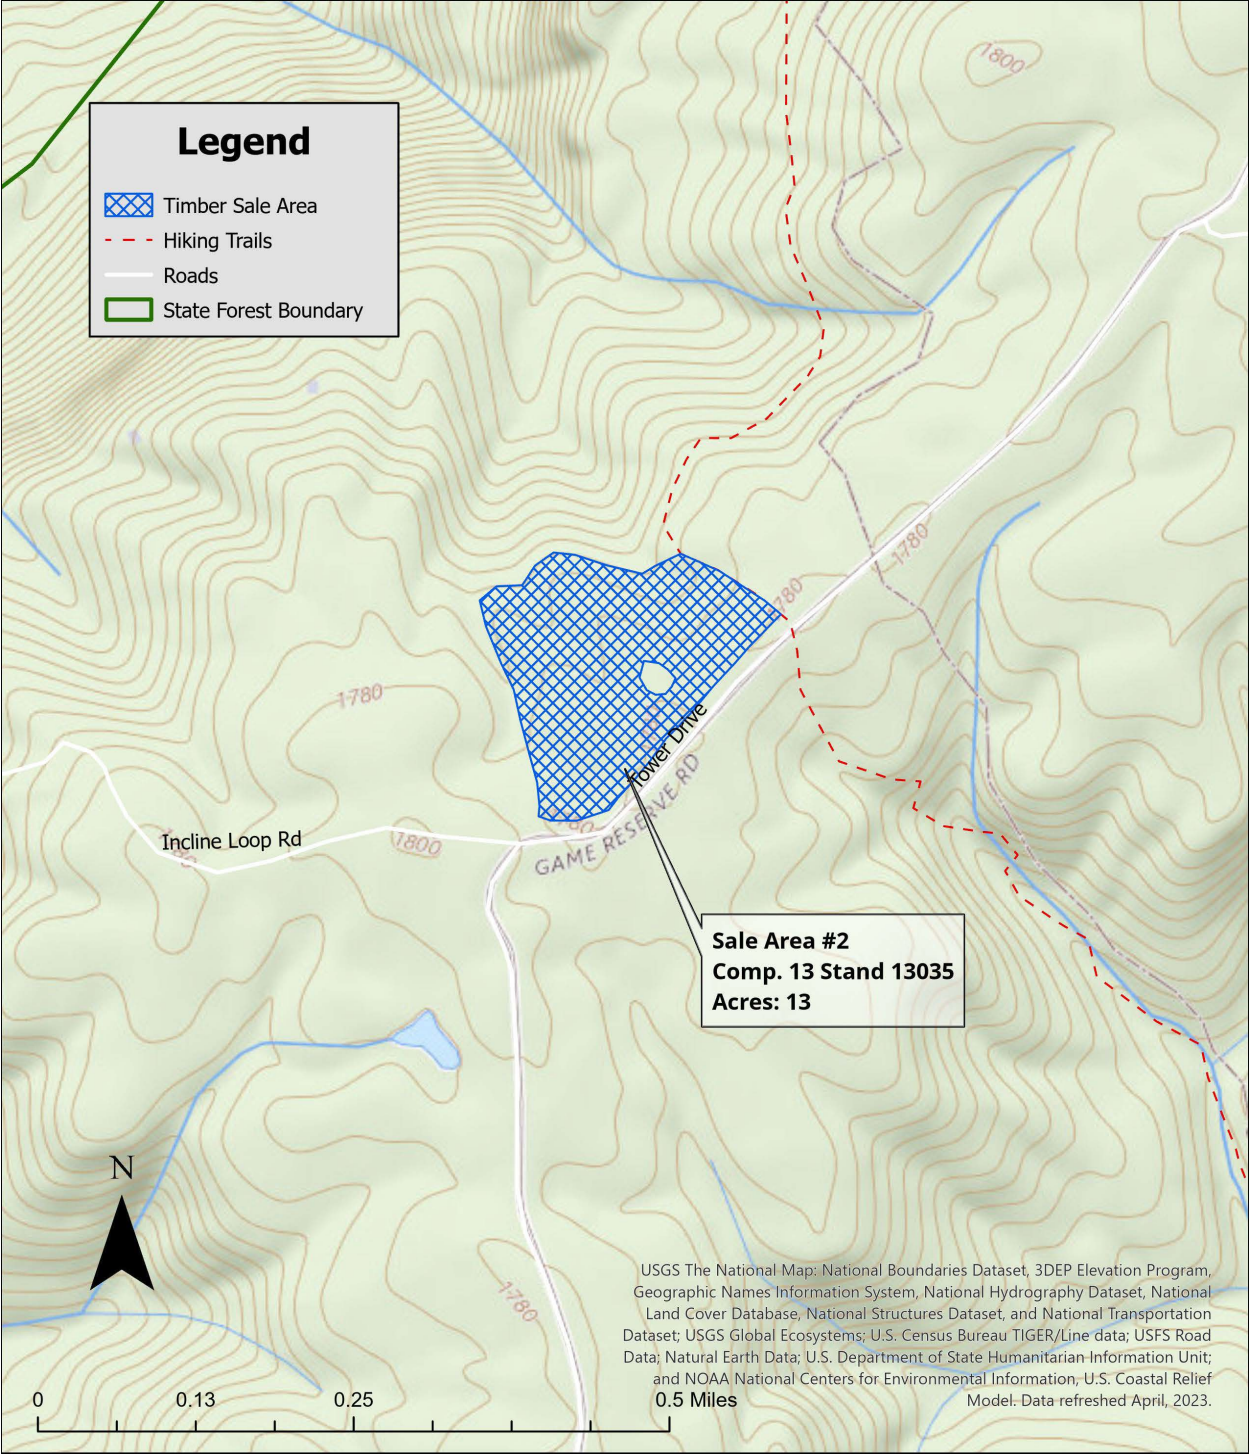 1800
Legend
Timber Sale Area
Hiking Trails
Roads
State Forest Boundary
1780
1780
1780
Tower Drive
GAME RESERVE RD
Incline Loop Rd
1800
Sale Area #2
Comp. 13 Stand 13035
Acres: 13
N
1780
USGS The National Map: National Boundaries Dataset, 3DEP Elevation Program,
Geographic Names Information System, National Hydrography Dataset, National
Land Cover Database, National Structures Dataset, and National Transportation
Dataset; USGS Global Ecosystems; U.S. Census Bureau TIGER/Line data; USFS Road
Data; Natural Earth Data; U.S. Department of State Humanitarian Information Unit;
and NOAA National Centers for Environmental Information, U.S. Coastal Relief
Model. Data refreshed April, 2023.
0 0.13 0.25 0.5 Miles